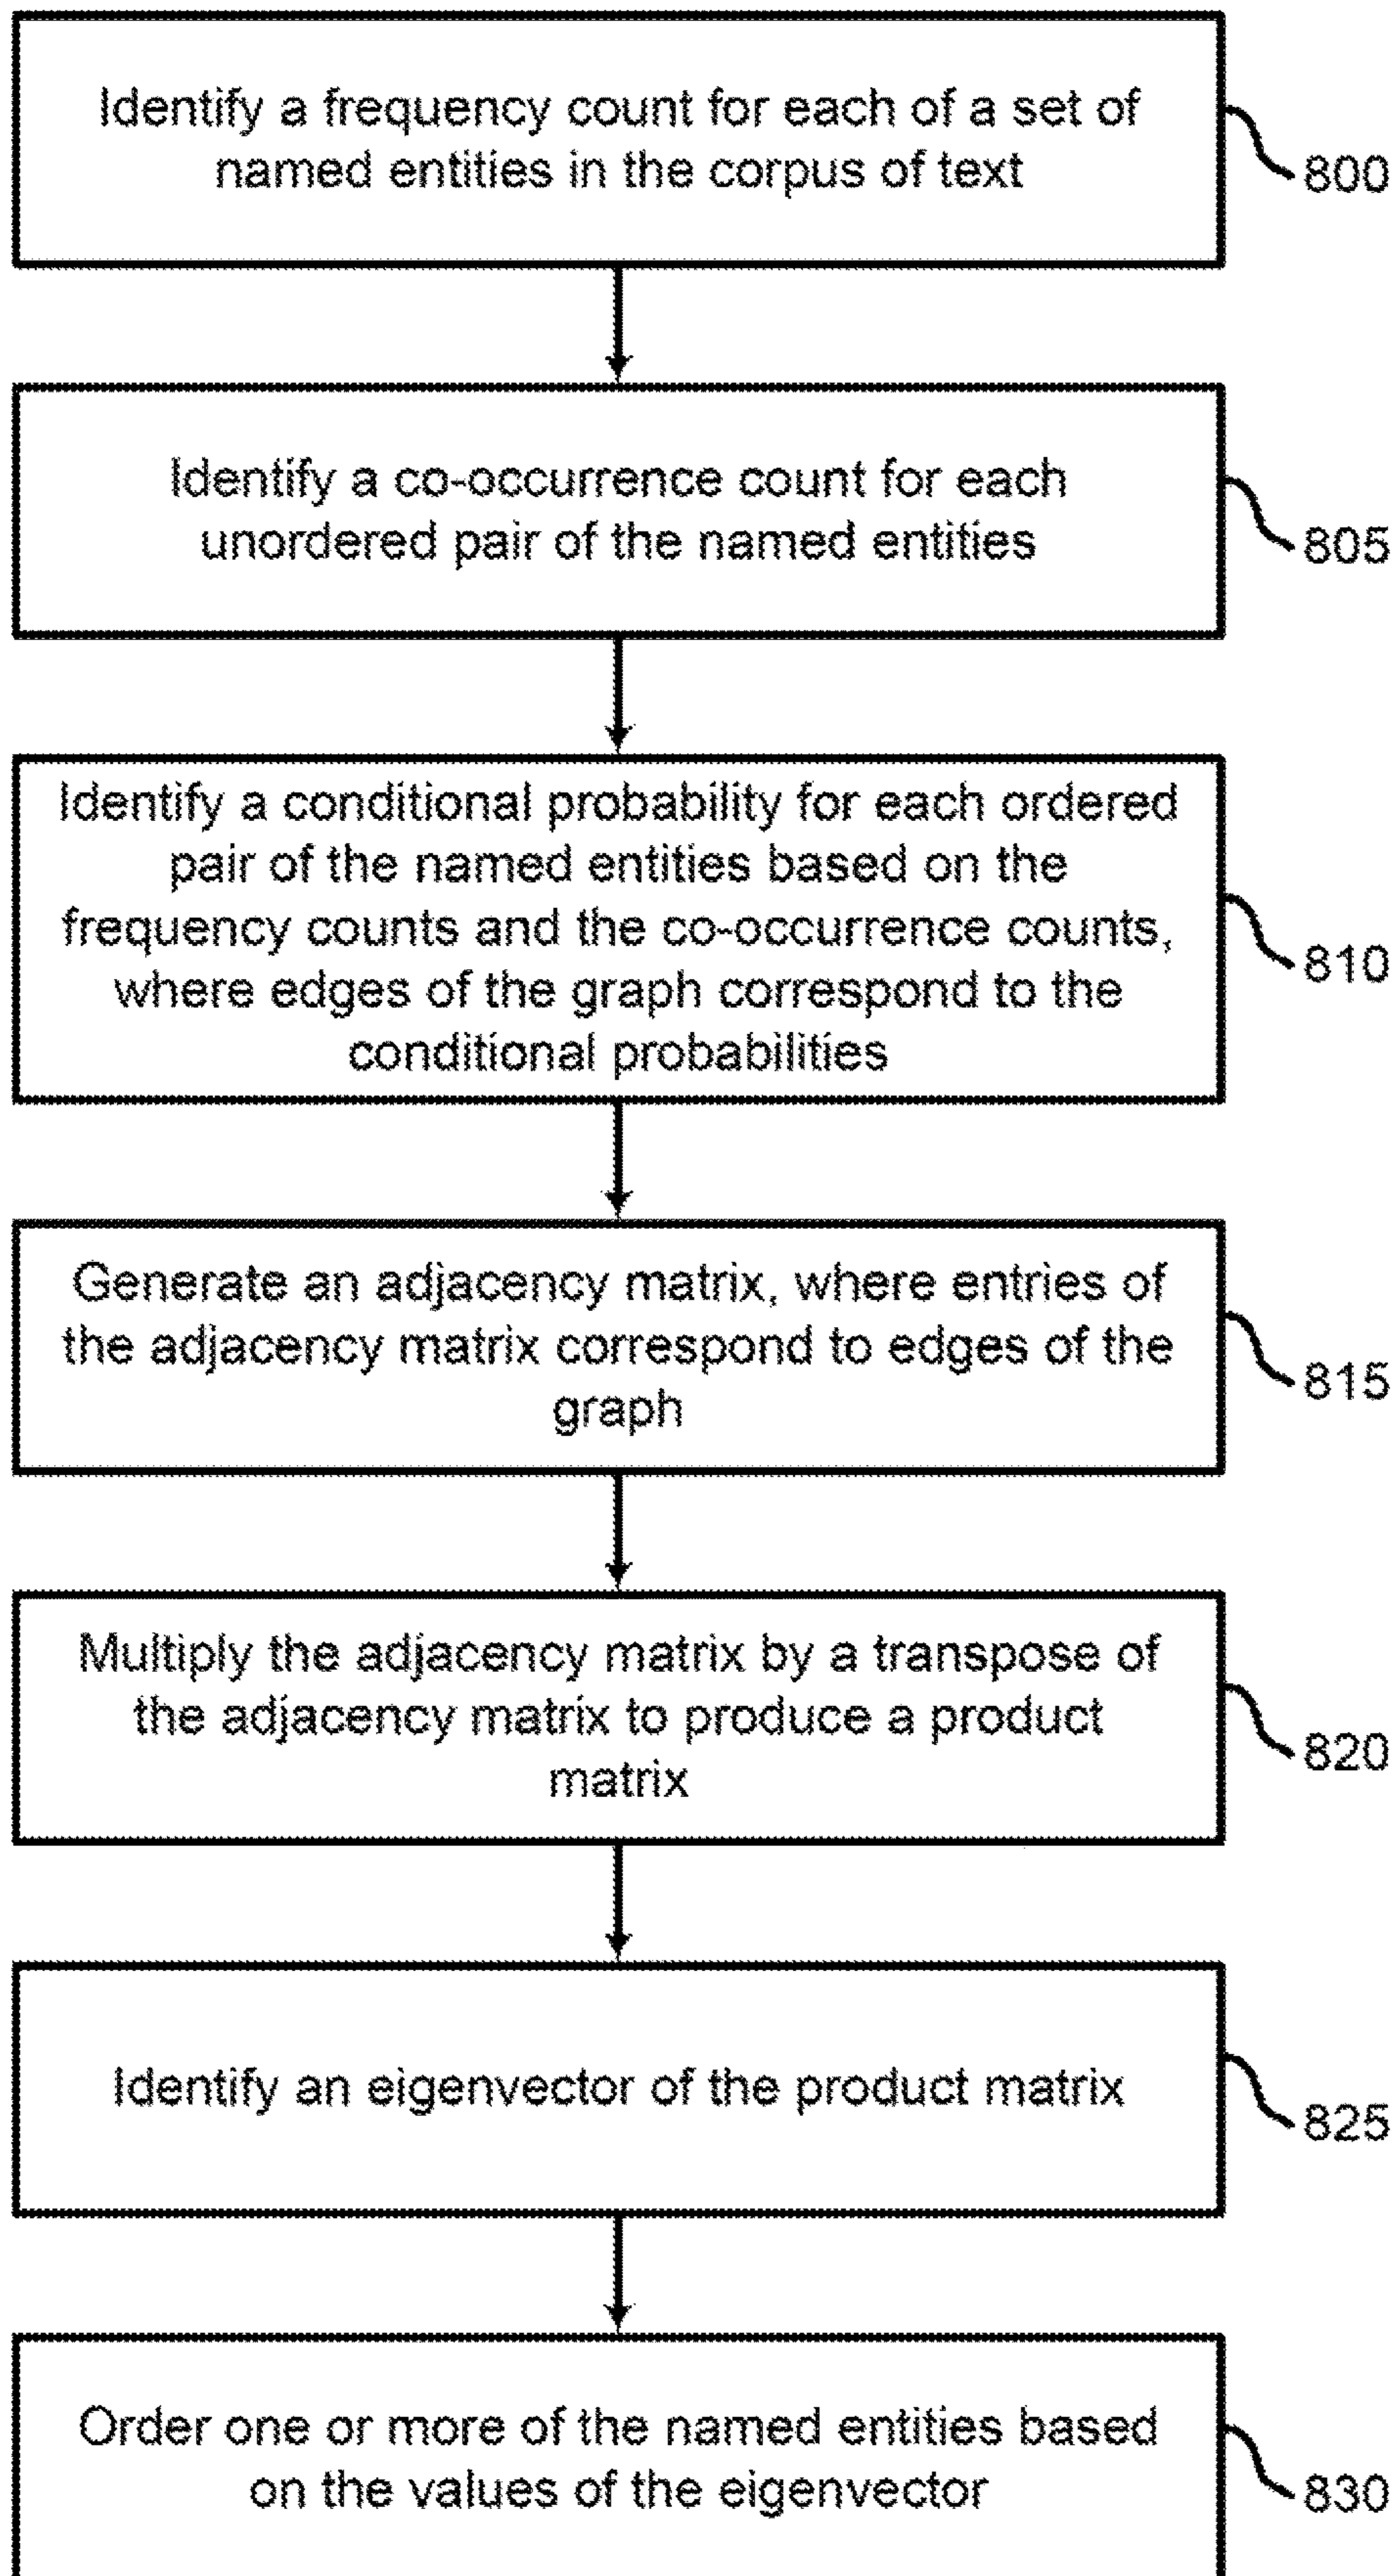 Identify a frequency count for each of a set of
named entities in the corpus of text
800
Identify a co-occurrence count for each
unordered pair of the named entities
805
Identify a conditional probability for each ordered
pair of the named entities based on the
frequency counts and the co-occurrence counts,
where edges of the graph correspond to the
conditional probabilities
810
Generate an adjacency matrix, where entries of
the adjacency matrix correspond to edges of the
graph
815
Multiply the adjacency matrix by a transpose of
the adjacency matrix to produce a product
matrix
820
Identify an eigenvector of the product matrix
825
Order one or more of the named entities based
on the values of the eigenvector
830